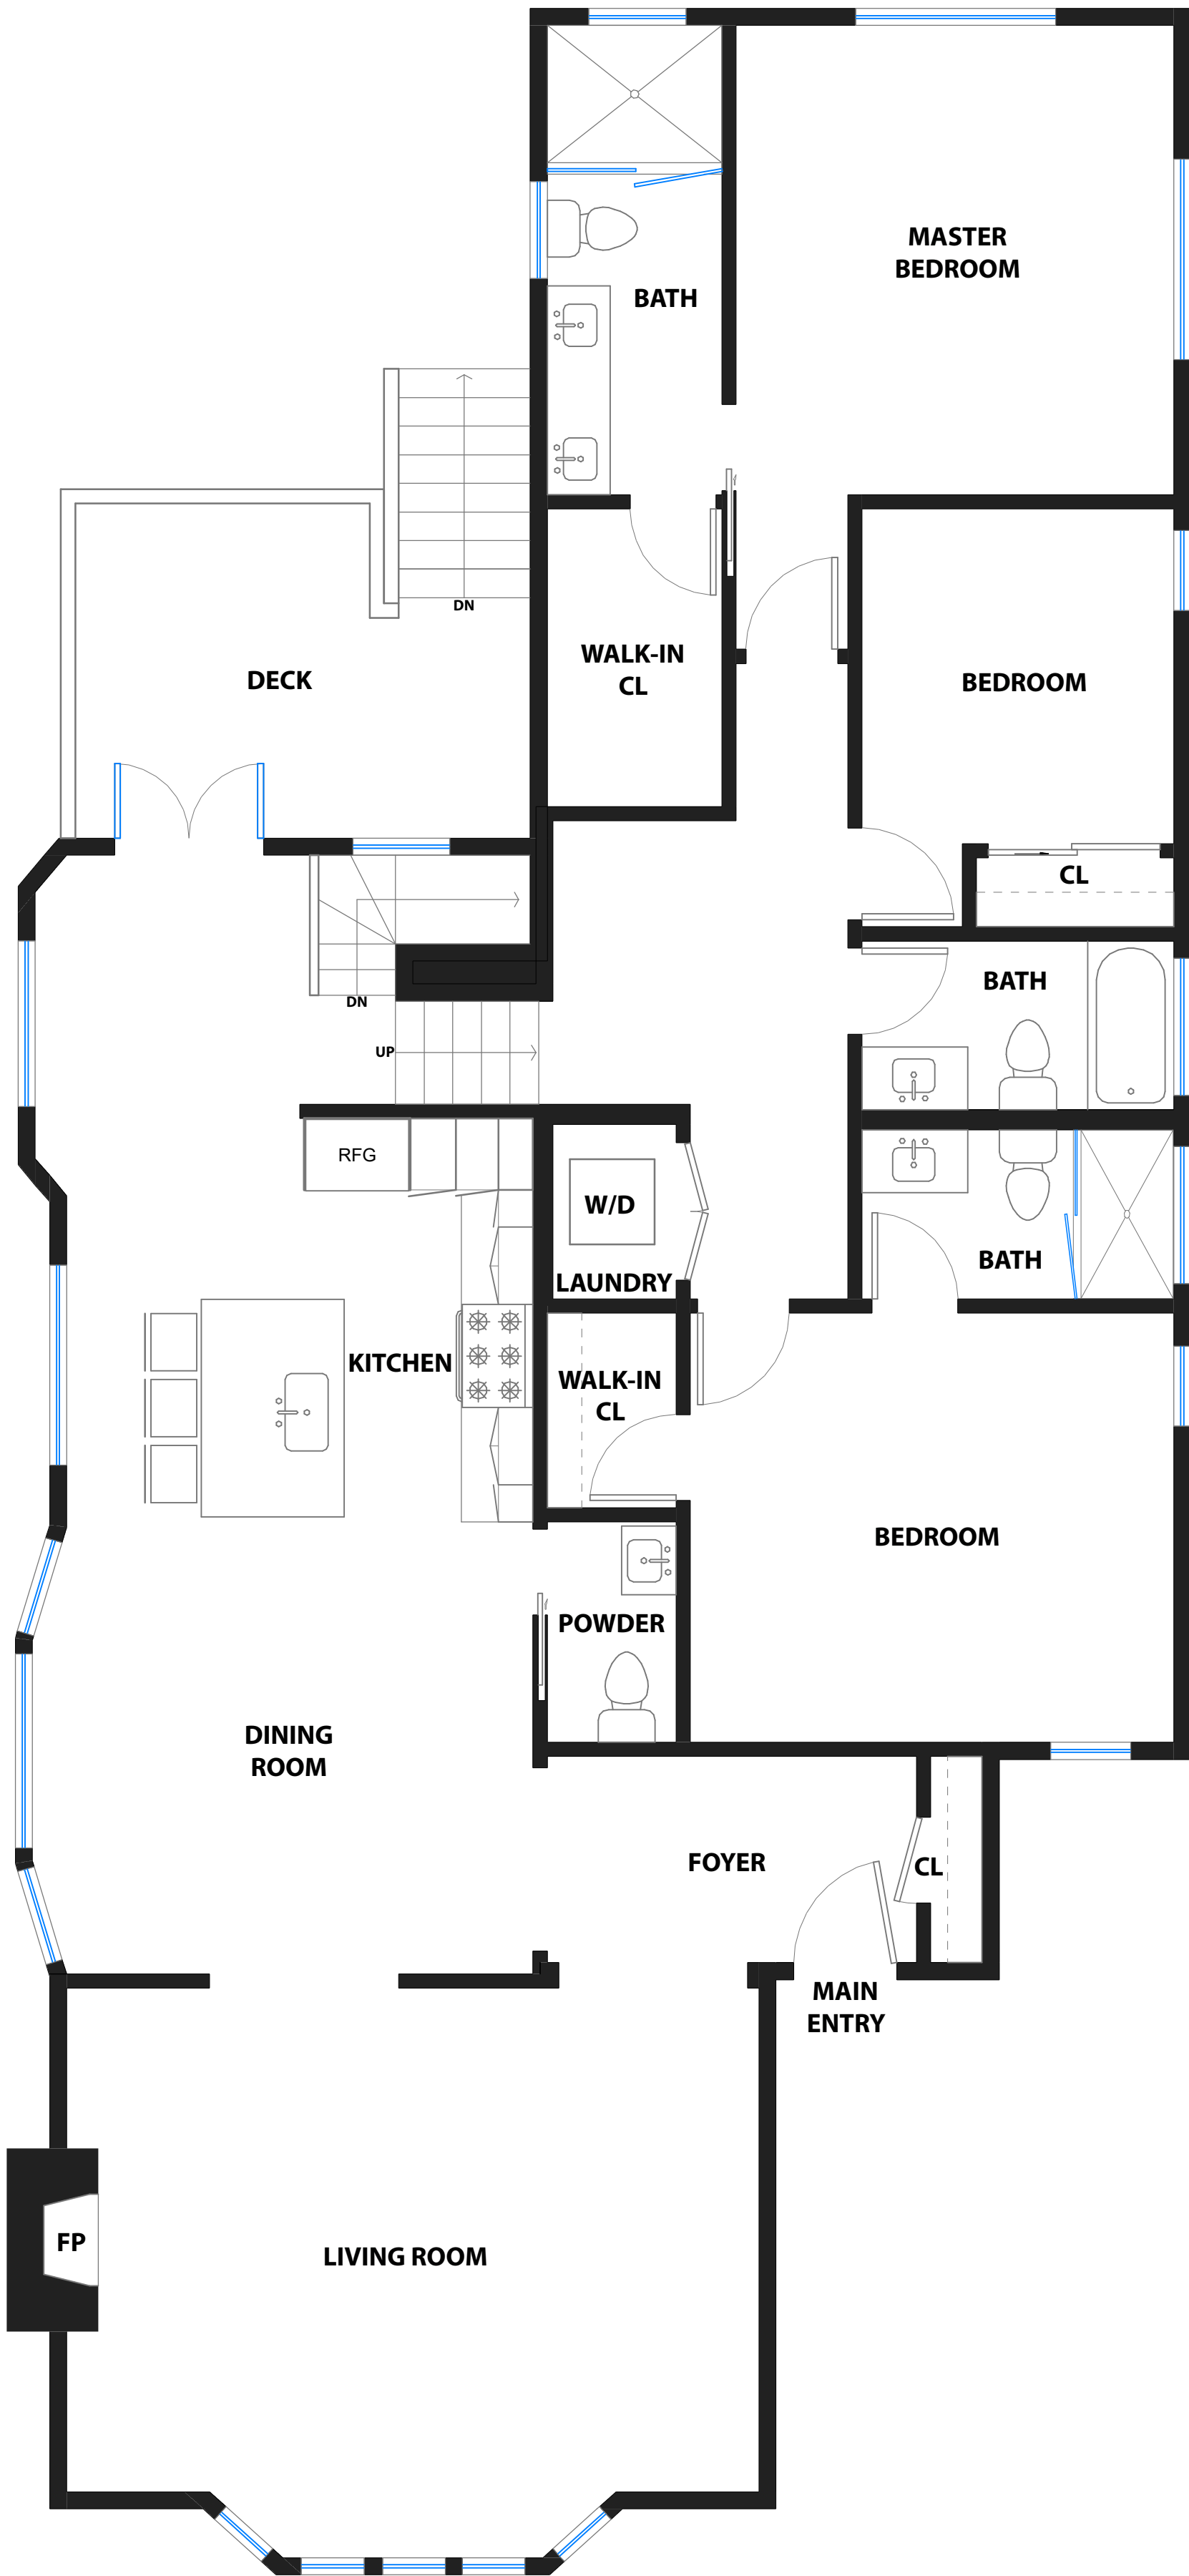 MASTER
BEDROOM
BATH
DN
WALK-IN
CL
DECK
BEDROOM
CL
BATH
DN
UP
RFG
W/D
LAUNDRY
BATH
KITCHEN
WALK-IN
CL
BEDROOM
POWDER
DINING
ROOM
FOYER
CL
MAIN
ENTRY
FP
LIVING ROOM